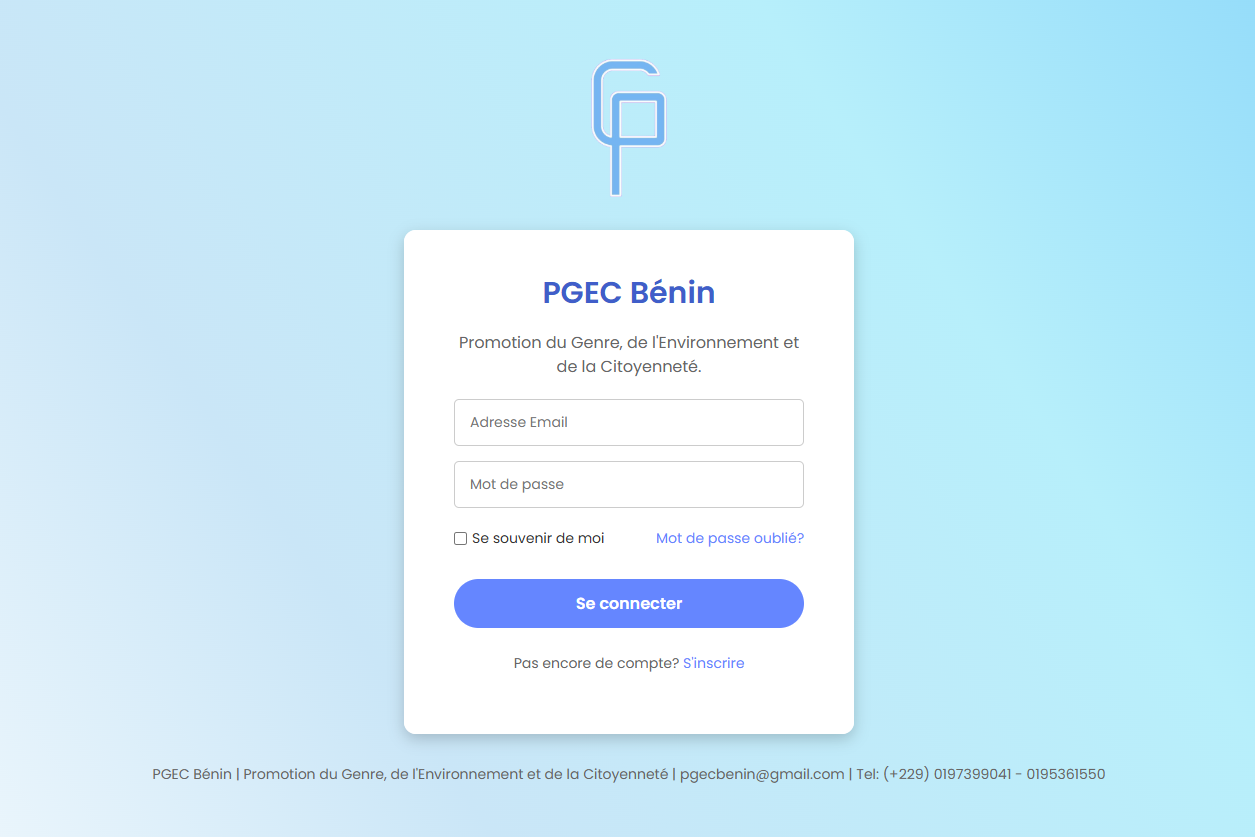 PGEC Bénin
Promotion du Genre, de l'Environnement et
de la Citoyenneté.
Adresse Email
Mot de passe
Se souvenir de moi
Mot de passe oublié?
Se connecter
Pas encore de compte? S'inscrire
PGEC Bénin | Promotion du Genre, de l'Environnement et de la Citoyenneté | pgecbenin@gmail.com | Tel: (+229) 0197399041 - 0195361550